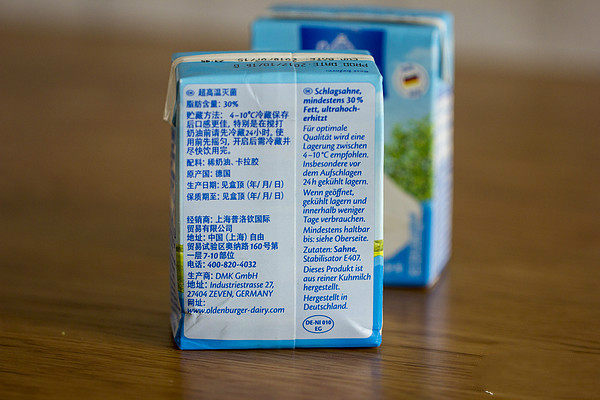 PROD DATE 2017/10/16
超高温灭菌
脂肪含量: 30%
贮藏方法: 4-10°C冷藏保存
后口感更佳, 特别是在搅打
奶油前请先冷藏24小时, 使
用前先摇匀, 开启后需冷藏并
尽快饮用完。
配料: 稀奶油、卡拉胶
原产国: 德国
生产日期: 见盒顶 (年/ 月/ 日)
保质期至: 见盒顶 (年/ 月/ 日)
经销商: 上海普洛钦国际
贸易有限公司
地址: 中国 (上海) 自由
贸易试验区奥纳路160号第
一层7-10部位
电话: 400-820-4032
生产商: DMK GmbH
地址: Industriestrasse 27,
27404 ZEVEN, GERMANY
网址:
www.oldenburger-dairy.com
Schlagsahne,
mindestens 30 %
Fett, ultrahoch-
erhitzt
Für optimale
Qualität wird eine
Lagerung zwischen
4–10 °C empfohlen.
Insbesondere vor
dem Aufschlagen
24 h gekühlt lagern.
Wenn geöffnet,
gekühlt lagern und
innerhalb weniger
Tage verbrauchen.
Mindestens haltbar
bis: siehe Oberseite.
Zutaten: Sahne,
Stabilisator E407.
Dieses Produkt ist
aus reiner Kuhmilch
hergestellt.
Hergestellt in
Deutschland.
DE-NI 010
EG